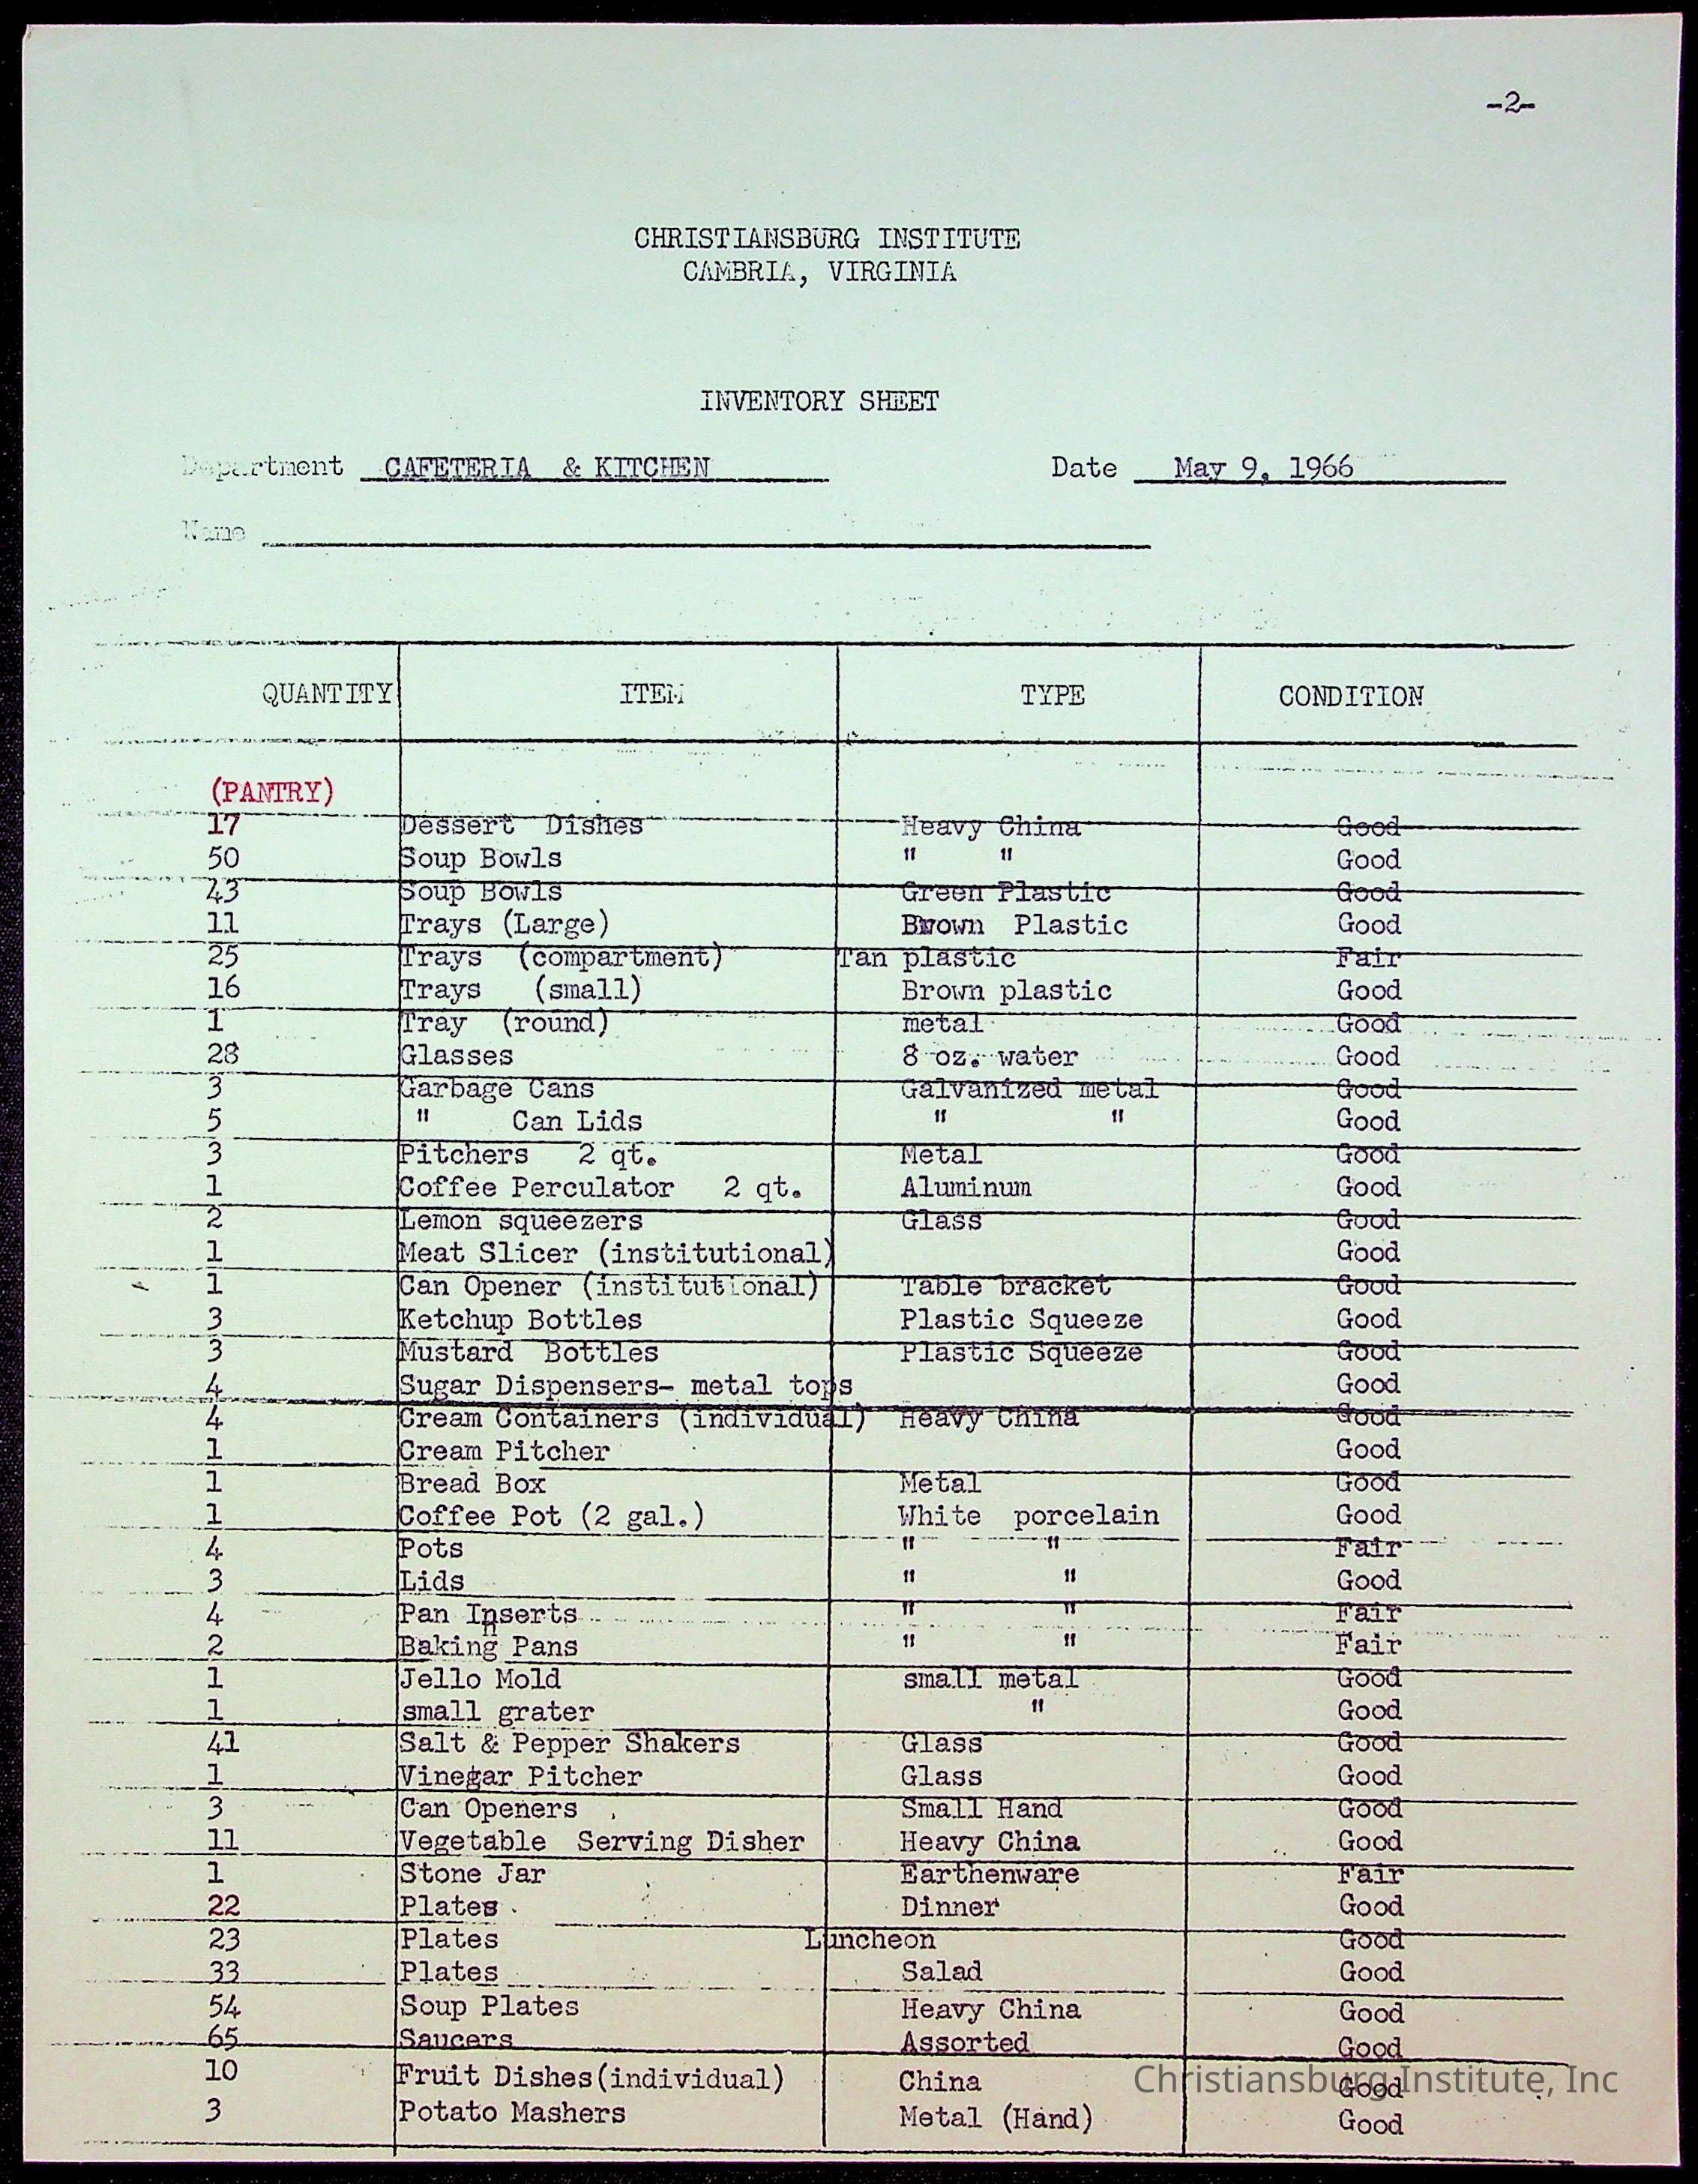 -2-
CHRISTIANSBURG INSTITUTE
CAMBRIA, VIRGINIA
INVENTORY SHEET
Department CAFETERIA & KITCHEN Date May 9, 1966
Name
QUANTITY ITEM TYPE CONDITION
(PANTRY)
17 Dessert Dishes Heavy China Good
50 Soup Bowls " " Good
43 Soup Bowls Green Plastic Good
11 Trays (Large) Brown Plastic Good
25 Trays (compartment) Tan plastic Fair
16 Trays (small) Brown plastic Good
1 Tray (round) metal Good
28 Glasses 8 oz. water Good
3 Garbage Cans Galvanized metal Good
5 " Can Lids " " Good
3 Pitchers 2 qt. Metal Good
1 Coffee Perculator 2 qt. Aluminum Good
2 Lemon squeezers Glass Good
1 Meat Slicer (institutional) Good
1 Can Opener (institutional) Table bracket Good
3 Ketchup Bottles Plastic Squeeze Good
3 Mustard Bottles Plastic Squeeze Good
4 Sugar Dispensers- metal tops Good
4 Cream Containers (individual) Heavy China Good
1 Cream Pitcher Good
1 Bread Box Metal Good
1 Coffee Pot (2 gal.) White porcelain Good
4 Pots " " Fair
3 Lids " " Good
4 Pan Inserts " " Fair
2 Baking Pans " " Fair
1 Jello Mold small metal Good
1 small grater " Good
41 Salt & Pepper Shakers Glass Good
1 Vinegar Pitcher Glass Good
3 Can Openers Small Hand Good
11 Vegetable Serving Disher Heavy China Good
1 Stone Jar Earthenware Fair
22 Plates Dinner Good
23 Plates Luncheon Good
33 Plates Salad Good
54 Soup Plates Heavy China Good
65 Saucers Assorted Good
10 Fruit Dishes(individual) China Good
3 Potato Mashers Metal (Hand) Good
Christiansburg Institute, Inc